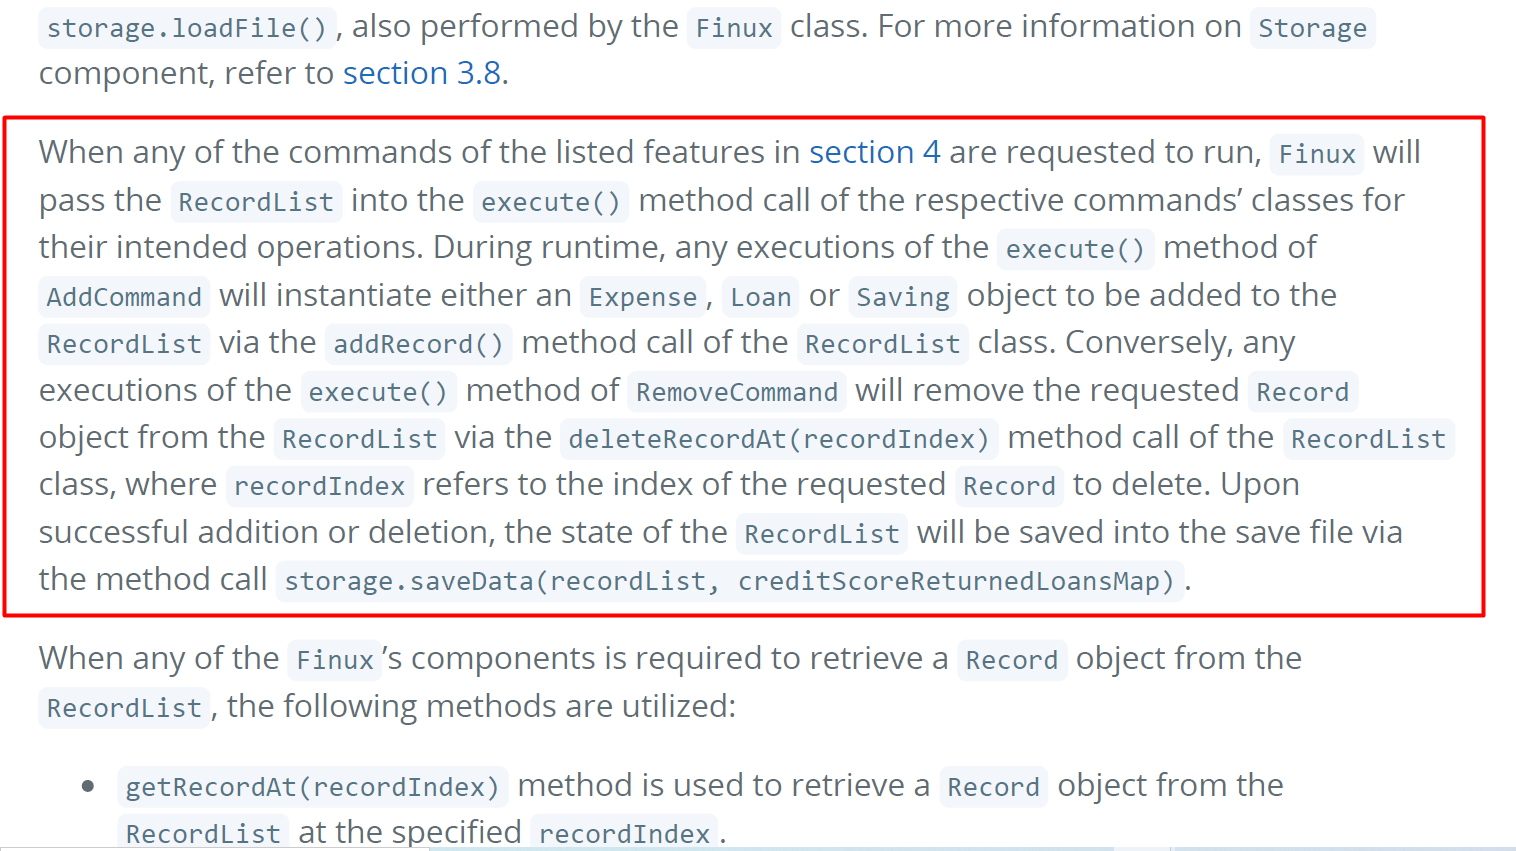 storage.loadFile(), also performed by the Finux class. For more information on Storage
component, refer to section 3.8.
When any of the commands of the listed features in section 4 are requested to run, Finux will
pass the RecordList into the execute() method call of the respective commands’ classes for
their intended operations. During runtime, any executions of the execute() method of
AddCommand will instantiate either an Expense, Loan or Saving object to be added to the
RecordList via the addRecord() method call of the RecordList class. Conversely, any
executions of the execute() method of RemoveCommand will remove the requested Record
object from the RecordList via the deleteRecordAt(recordIndex) method call of the RecordList
class, where recordIndex refers to the index of the requested Record to delete. Upon
successful addition or deletion, the state of the RecordList will be saved into the save file via
the method call storage.saveData(recordList, creditScoreReturnedLoansMap).
When any of the Finux’s components is required to retrieve a Record object from the
RecordList, the following methods are utilized:
• getRecordAt(recordIndex) method is used to retrieve a Record object from the
RecordList at the specified recordIndex.